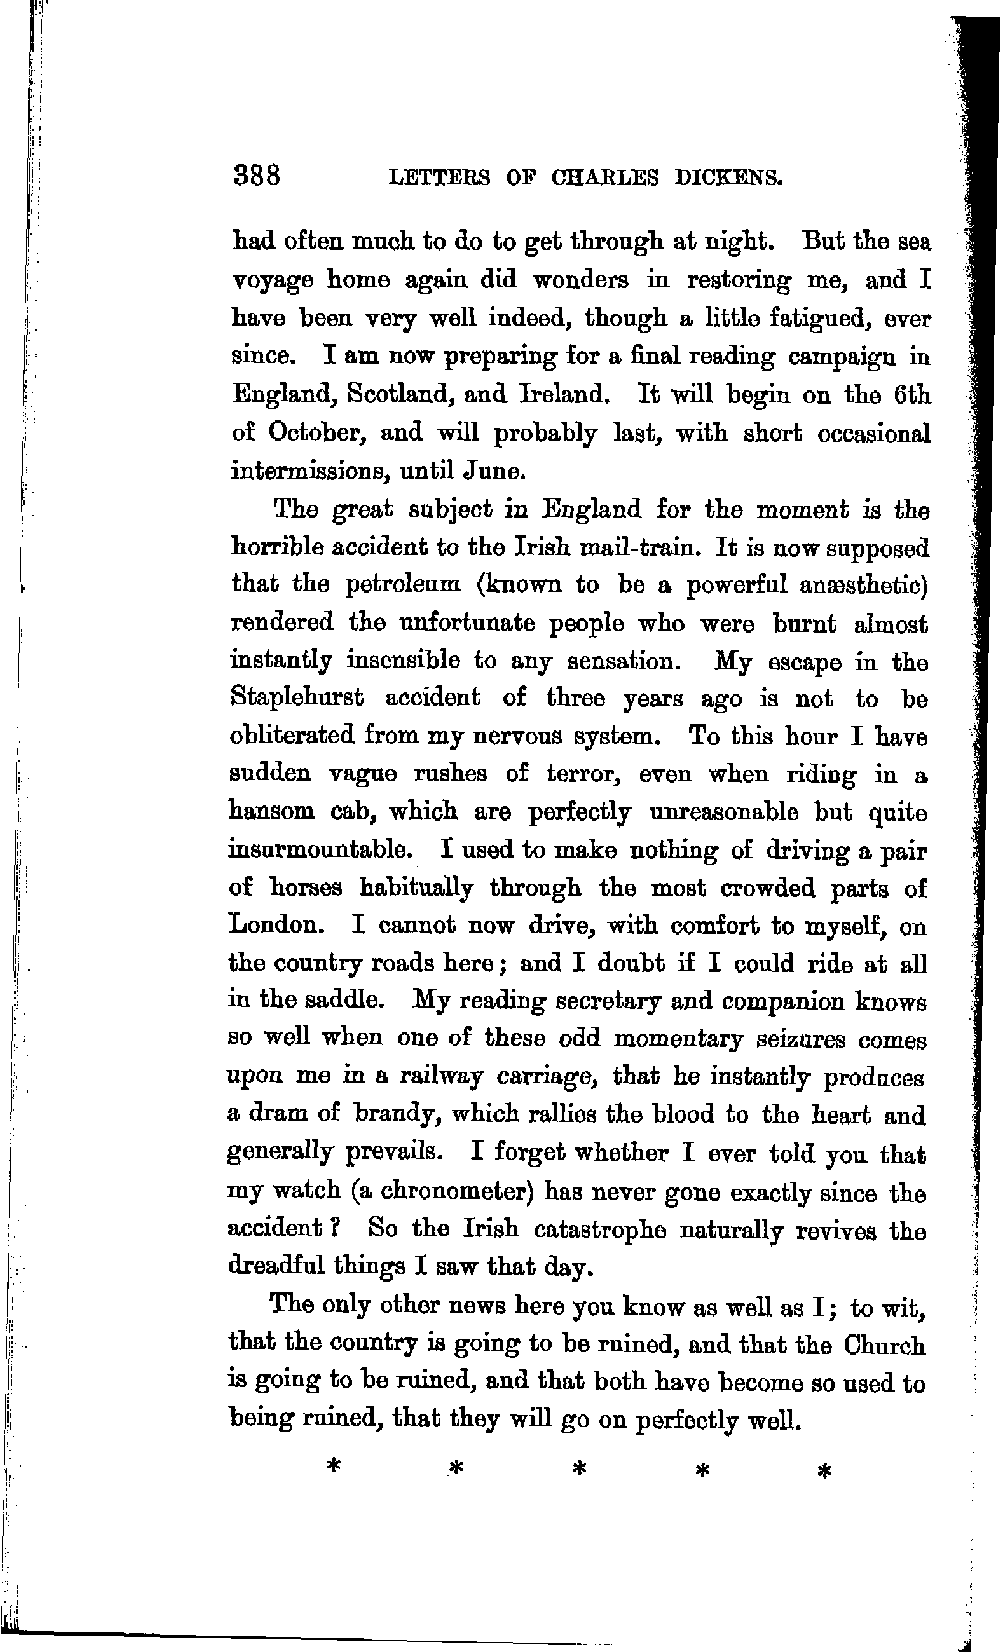 388 LETTERS OF CHARLES DICKENS.
had often much to do to get through at night. But the sea
voyage home again did wonders in restoring me, and I
have been very well indeed, though a little fatigued, ever
since. I am now preparing for a final reading campaign in
England, Scotland, and Ireland. It will begin on the 6th
of October, and will probably last, with short occasional
intermissions, until June.
The great subject in England for the moment is the
horrible accident to the Irish mail-train. It is now supposed
that the petroleum (known to be a powerful anæsthetic)
rendered the unfortunate people who were burnt almost
instantly insensible to any sensation. My escape in the
Staplehurst accident of three years ago is not to be
obliterated from my nervous system. To this hour I have
sudden vague rushes of terror, even when riding in a
hansom cab, which are perfectly unreasonable but quite
insurmountable. I used to make nothing of driving a pair
of horses habitually through the most crowded parts of
London. I cannot now drive, with comfort to myself, on
the country roads here; and I doubt if I could ride at all
in the saddle. My reading secretary and companion knows
so well when one of these odd momentary seizures comes
upon me in a railway carriage, that he instantly produces
a dram of brandy, which rallies the blood to the heart and
generally prevails. I forget whether I ever told you that
my watch (a chronometer) has never gone exactly since the
accident? So the Irish catastrophe naturally revives the
dreadful things I saw that day.
The only other news here you know as well as I; to wit,
that the country is going to be ruined, and that the Church
is going to be ruined, and that both have become so used to
being ruined, that they will go on perfectly well.
* * * * *